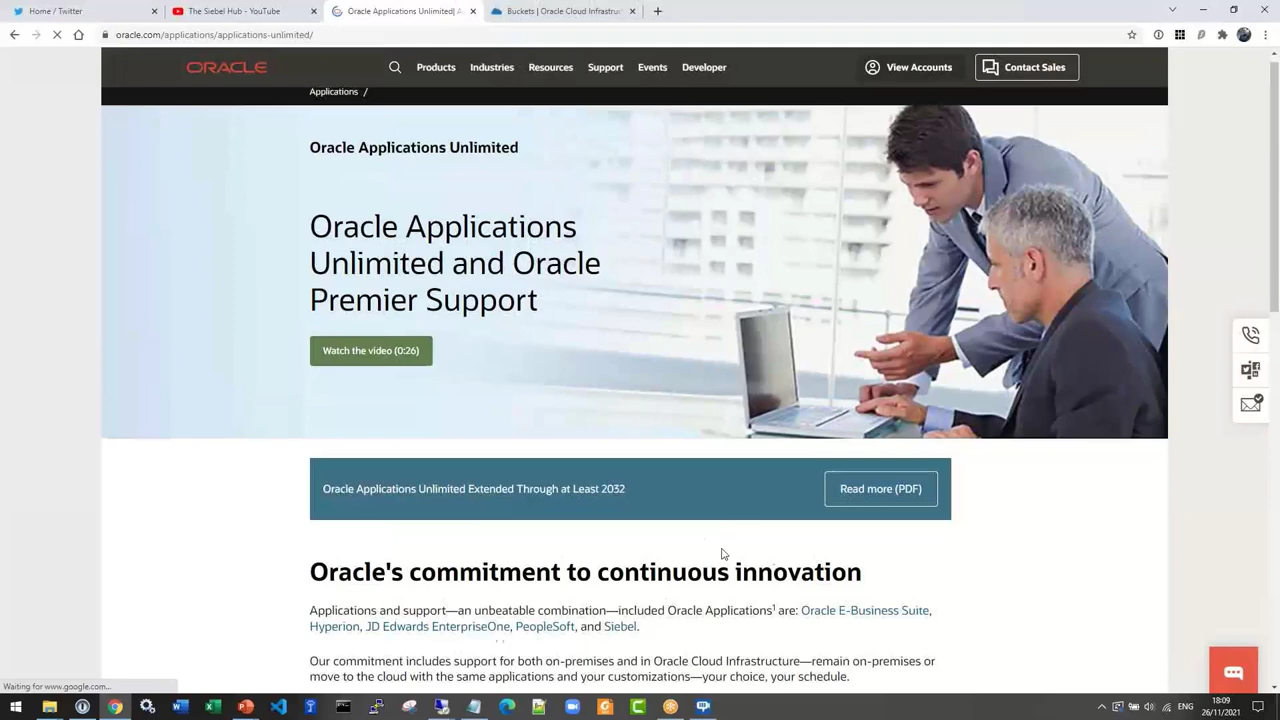 Home / Twitter
The Siebel Hub - YouTube
Oracle Applications Unlimited| A
Buckets | Oracle Cloud Infrastruc
oracle.com/applications/applications-unlimited/
ORACLE
Products
Industries
Resources
Support
Events
Developer
View Accounts
Contact Sales
Applications /
Oracle Applications Unlimited
Oracle Applications
Unlimited and Oracle
Premier Support
Watch the video (0:26)
Oracle Applications Unlimited Extended Through at Least 2032
Read more (PDF)
Oracle's commitment to continuous innovation
Applications and support—an unbeatable combination—included Oracle Applications1 are: Oracle E-Business Suite,
Hyperion, JD Edwards EnterpriseOne, PeopleSoft, and Siebel.
Our commitment includes support for both on-premises and in Oracle Cloud Infrastructure—remain on-premises or
move to the cloud with the same applications and your customizations—your choice, your schedule.
Waiting for www.google.com...
18:09
26/11/2021